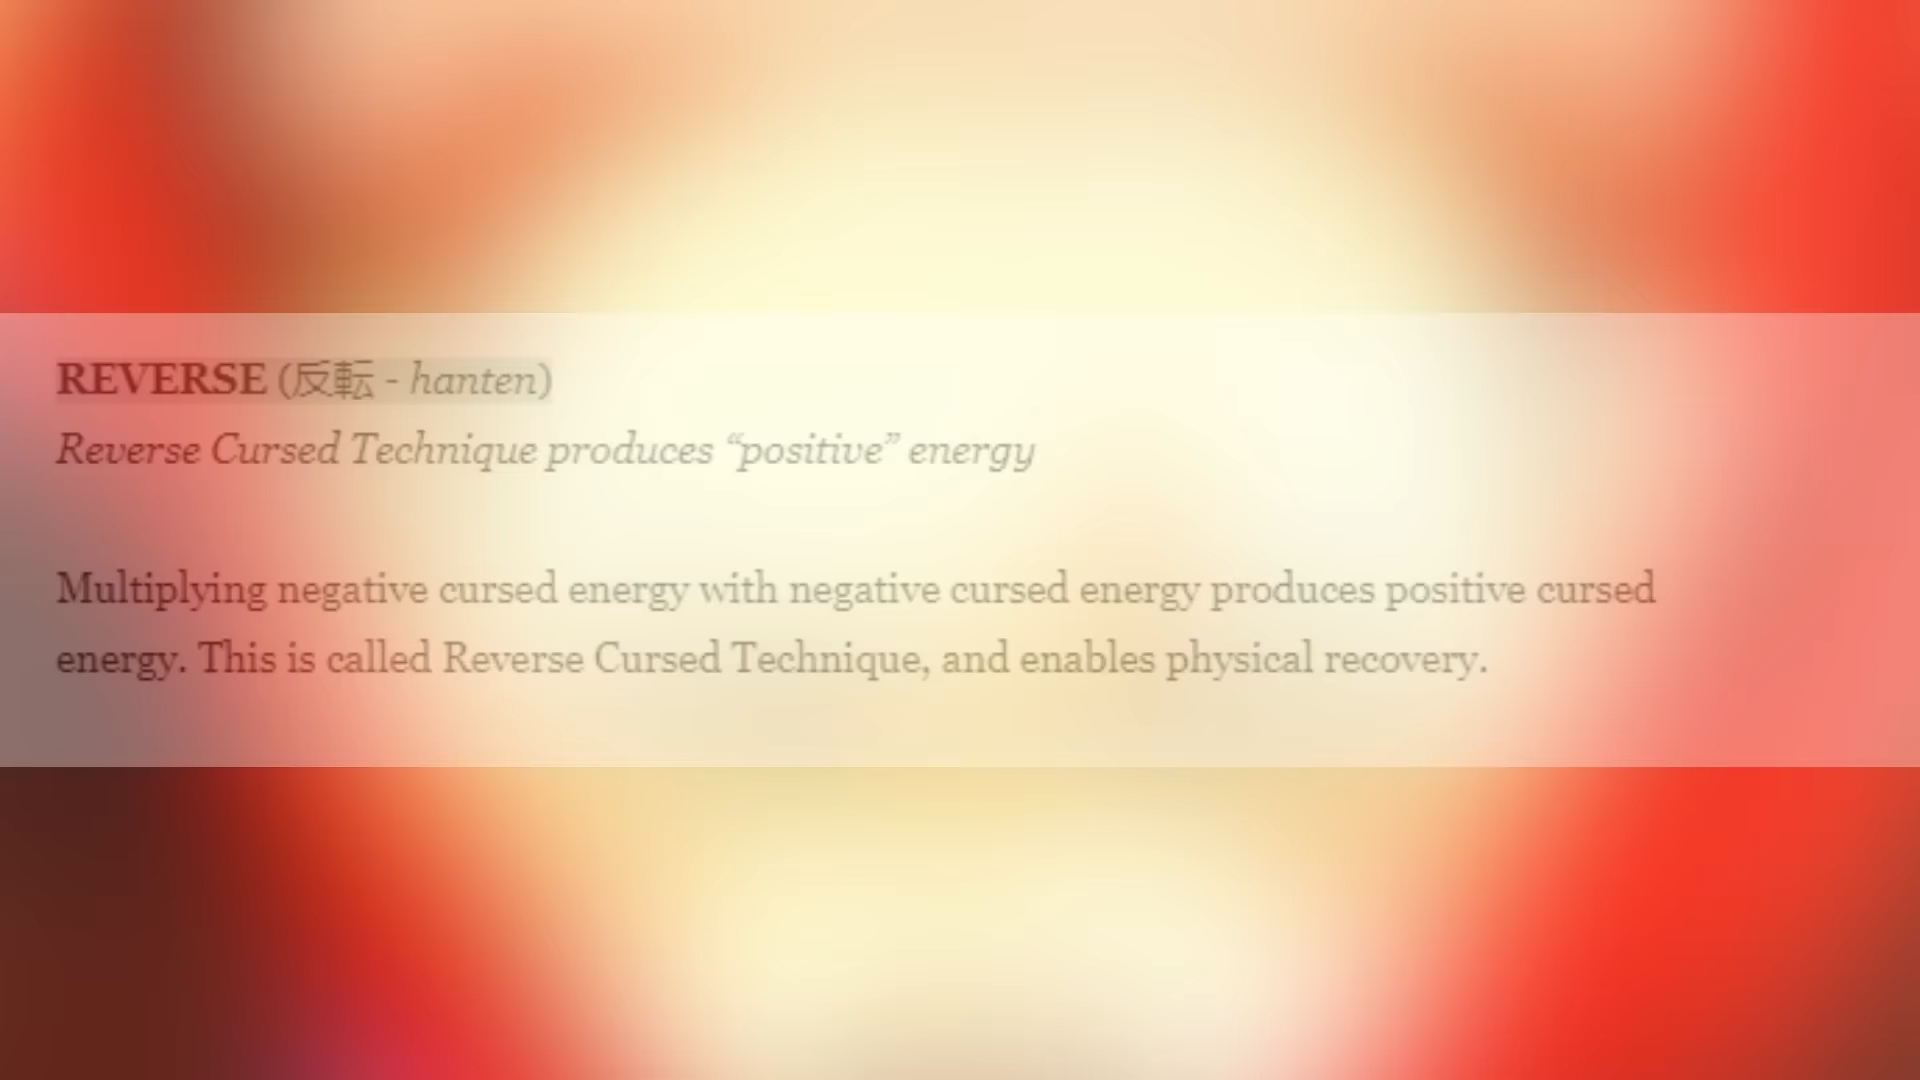 REVERSE (反転 - hanten)
Reverse Cursed Technique produces “positive” energy
Multiplying negative cursed energy with negative cursed energy produces positive cursed
energy. This is called Reverse Cursed Technique, and enables physical recovery.